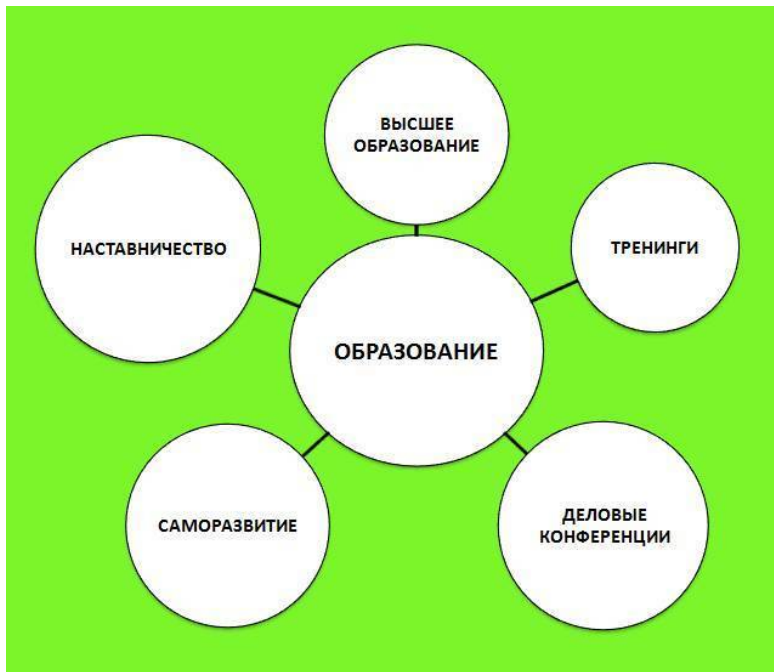 ВЫСШЕЕ
ОБРАЗОВАНИЕ
НАСТАВНИЧЕСТВО
ТРЕНИНГИ
ОБРАЗОВАНИЕ
САМОРАЗВИТИЕ
ДЕЛОВЫЕ
КОНФЕРЕНЦИИ